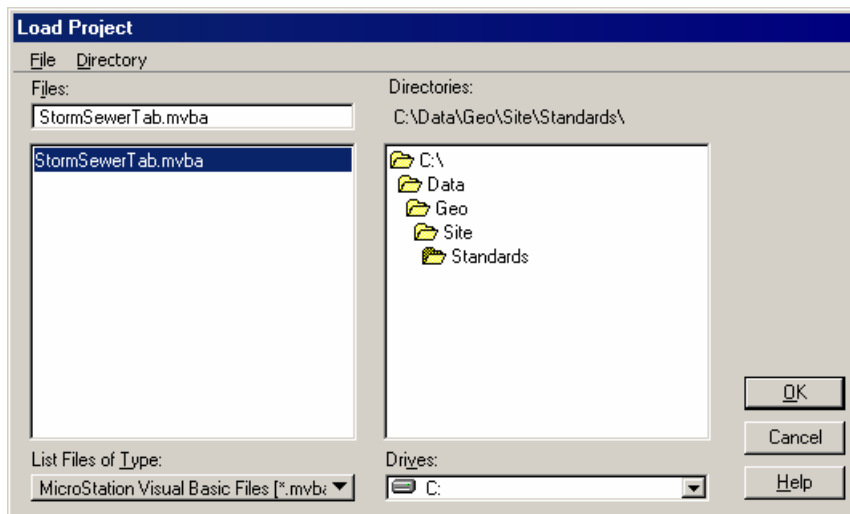 Load Project
File Directory
Files:
StormSewerTab.mvba
StormSewerTab.mvba
List Files of Type:
MicroStation Visual Basic Files [*.mvba
Directories:
C:\Data\Geo\Site\Standards\
C:\
Data
Geo
Site
Standards
Drives:
C:
OK
Cancel
Help